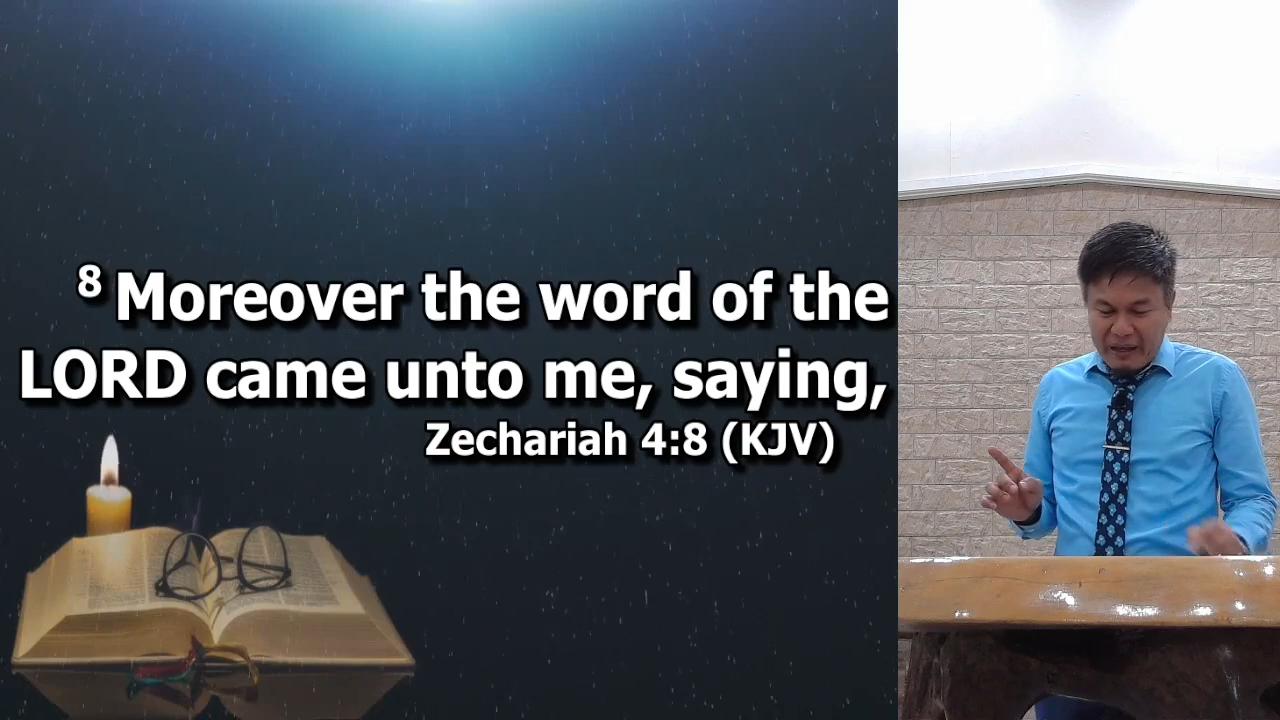 8 Moreover the word of the
LORD came unto me, saying,
Zechariah 4:8 (KJV)